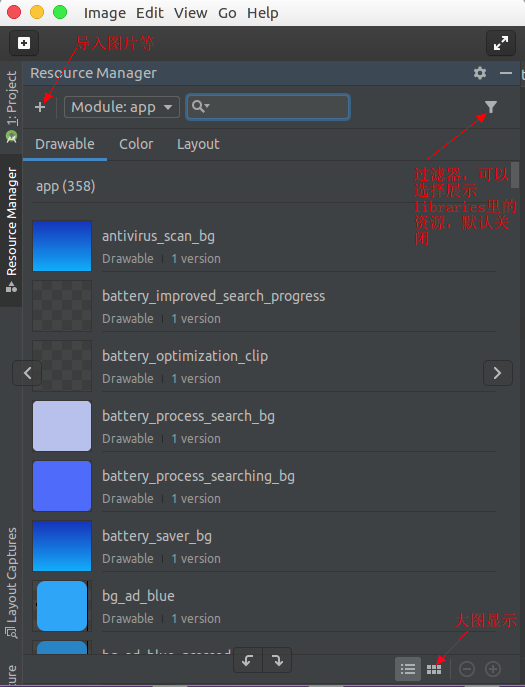 Image Edit View Go Help
导入图片等
Resource Manager
Module: app
Drawable Color Layout
过滤器，可以
选择展示
libraries里的
资源，默认关
闭
app (358)
antivirus_scan_bg
Drawable | 1 version
battery_improved_search_progress
Drawable | 1 version
battery_optimization_clip
Drawable | 1 version
battery_process_search_bg
Drawable | 1 version
battery_process_searching_bg
Drawable | 1 version
battery_saver_bg
Drawable | 1 version
bg_ad_blue
Drawable | 1 version
大图显示
1: Project
Resource Manager
Layout Captures